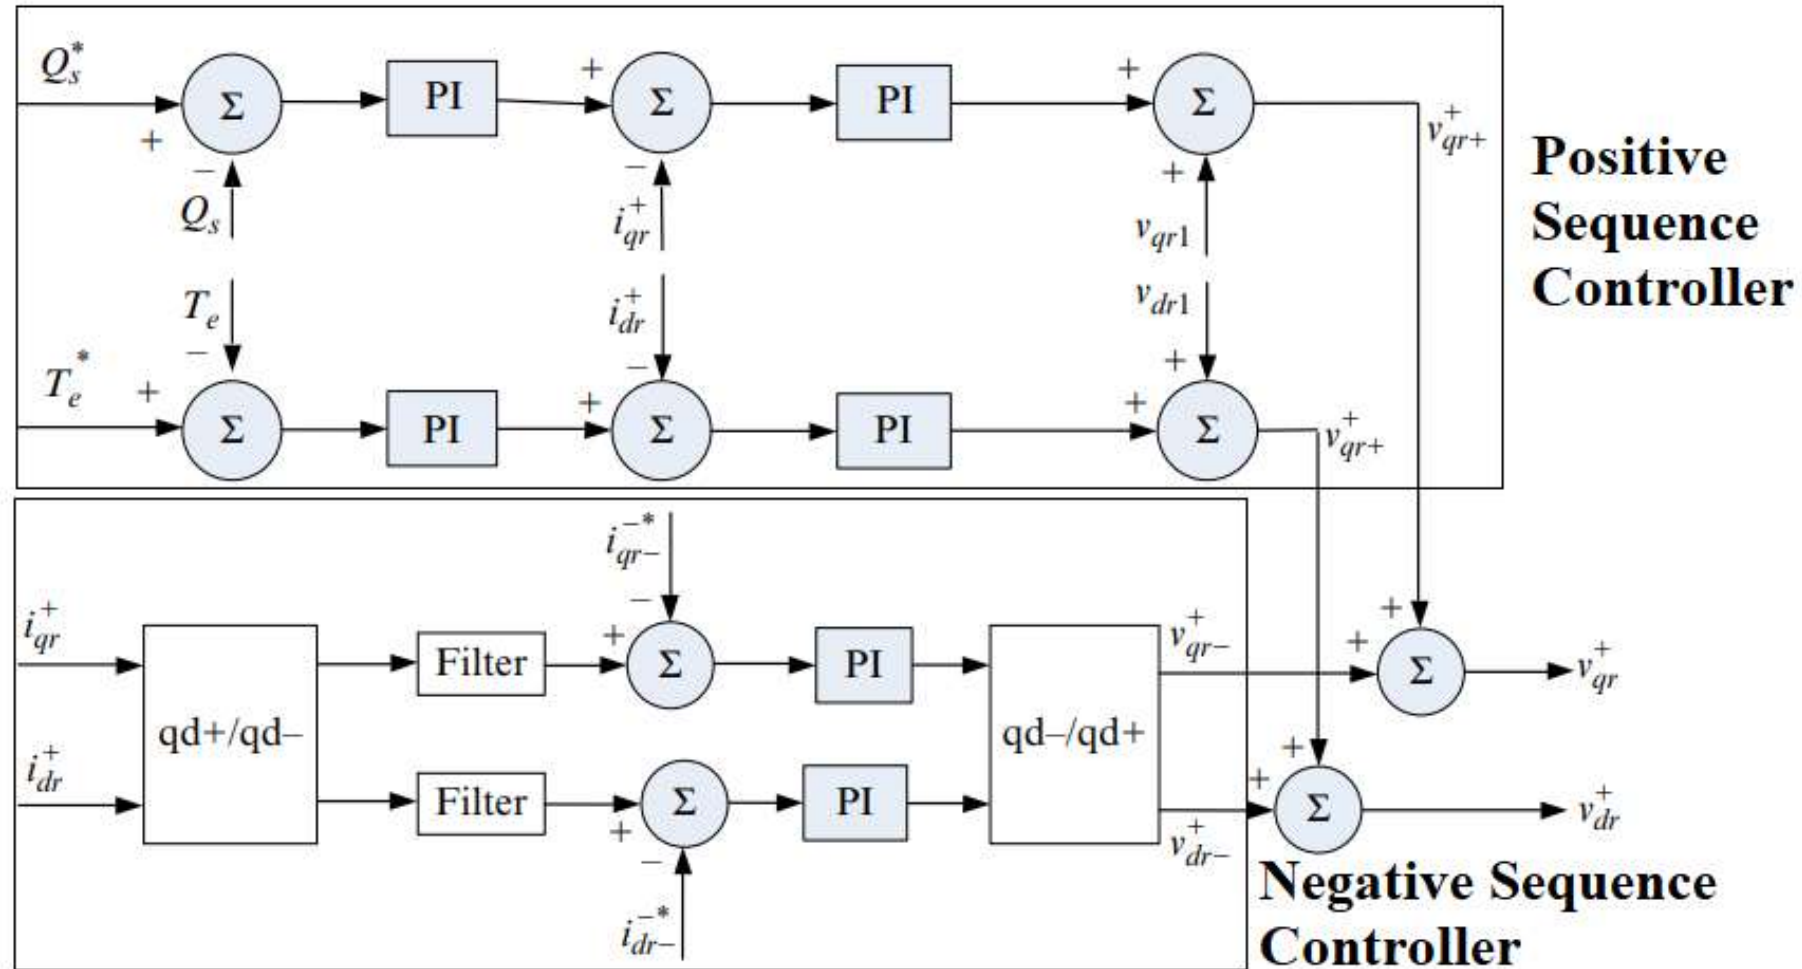 Q_s^*
+
−
Q_s
Σ
PI
+
−
i_{qr}^+
Σ
PI
+
+
v_{qr1}
Σ
v_{qr+}^+
T_e^*
+
T_e
−
Σ
PI
+
i_{dr}^+
−
Σ
PI
+
v_{dr1}
+
Σ
v_{qr+}^+
Positive
Sequence
Controller
i_{qr}^+
i_{dr}^+
qd+/qd−
Filter
i_{qr−}^{−*}
−
+
Σ
PI
Filter
+
−
i_{dr−}^{−*}
Σ
PI
qd−/qd+
v_{qr−}^+
v_{dr−}^+
+
+
Σ
v_{qr}^+
+
+
Σ
v_{dr}^+
Negative Sequence
Controller